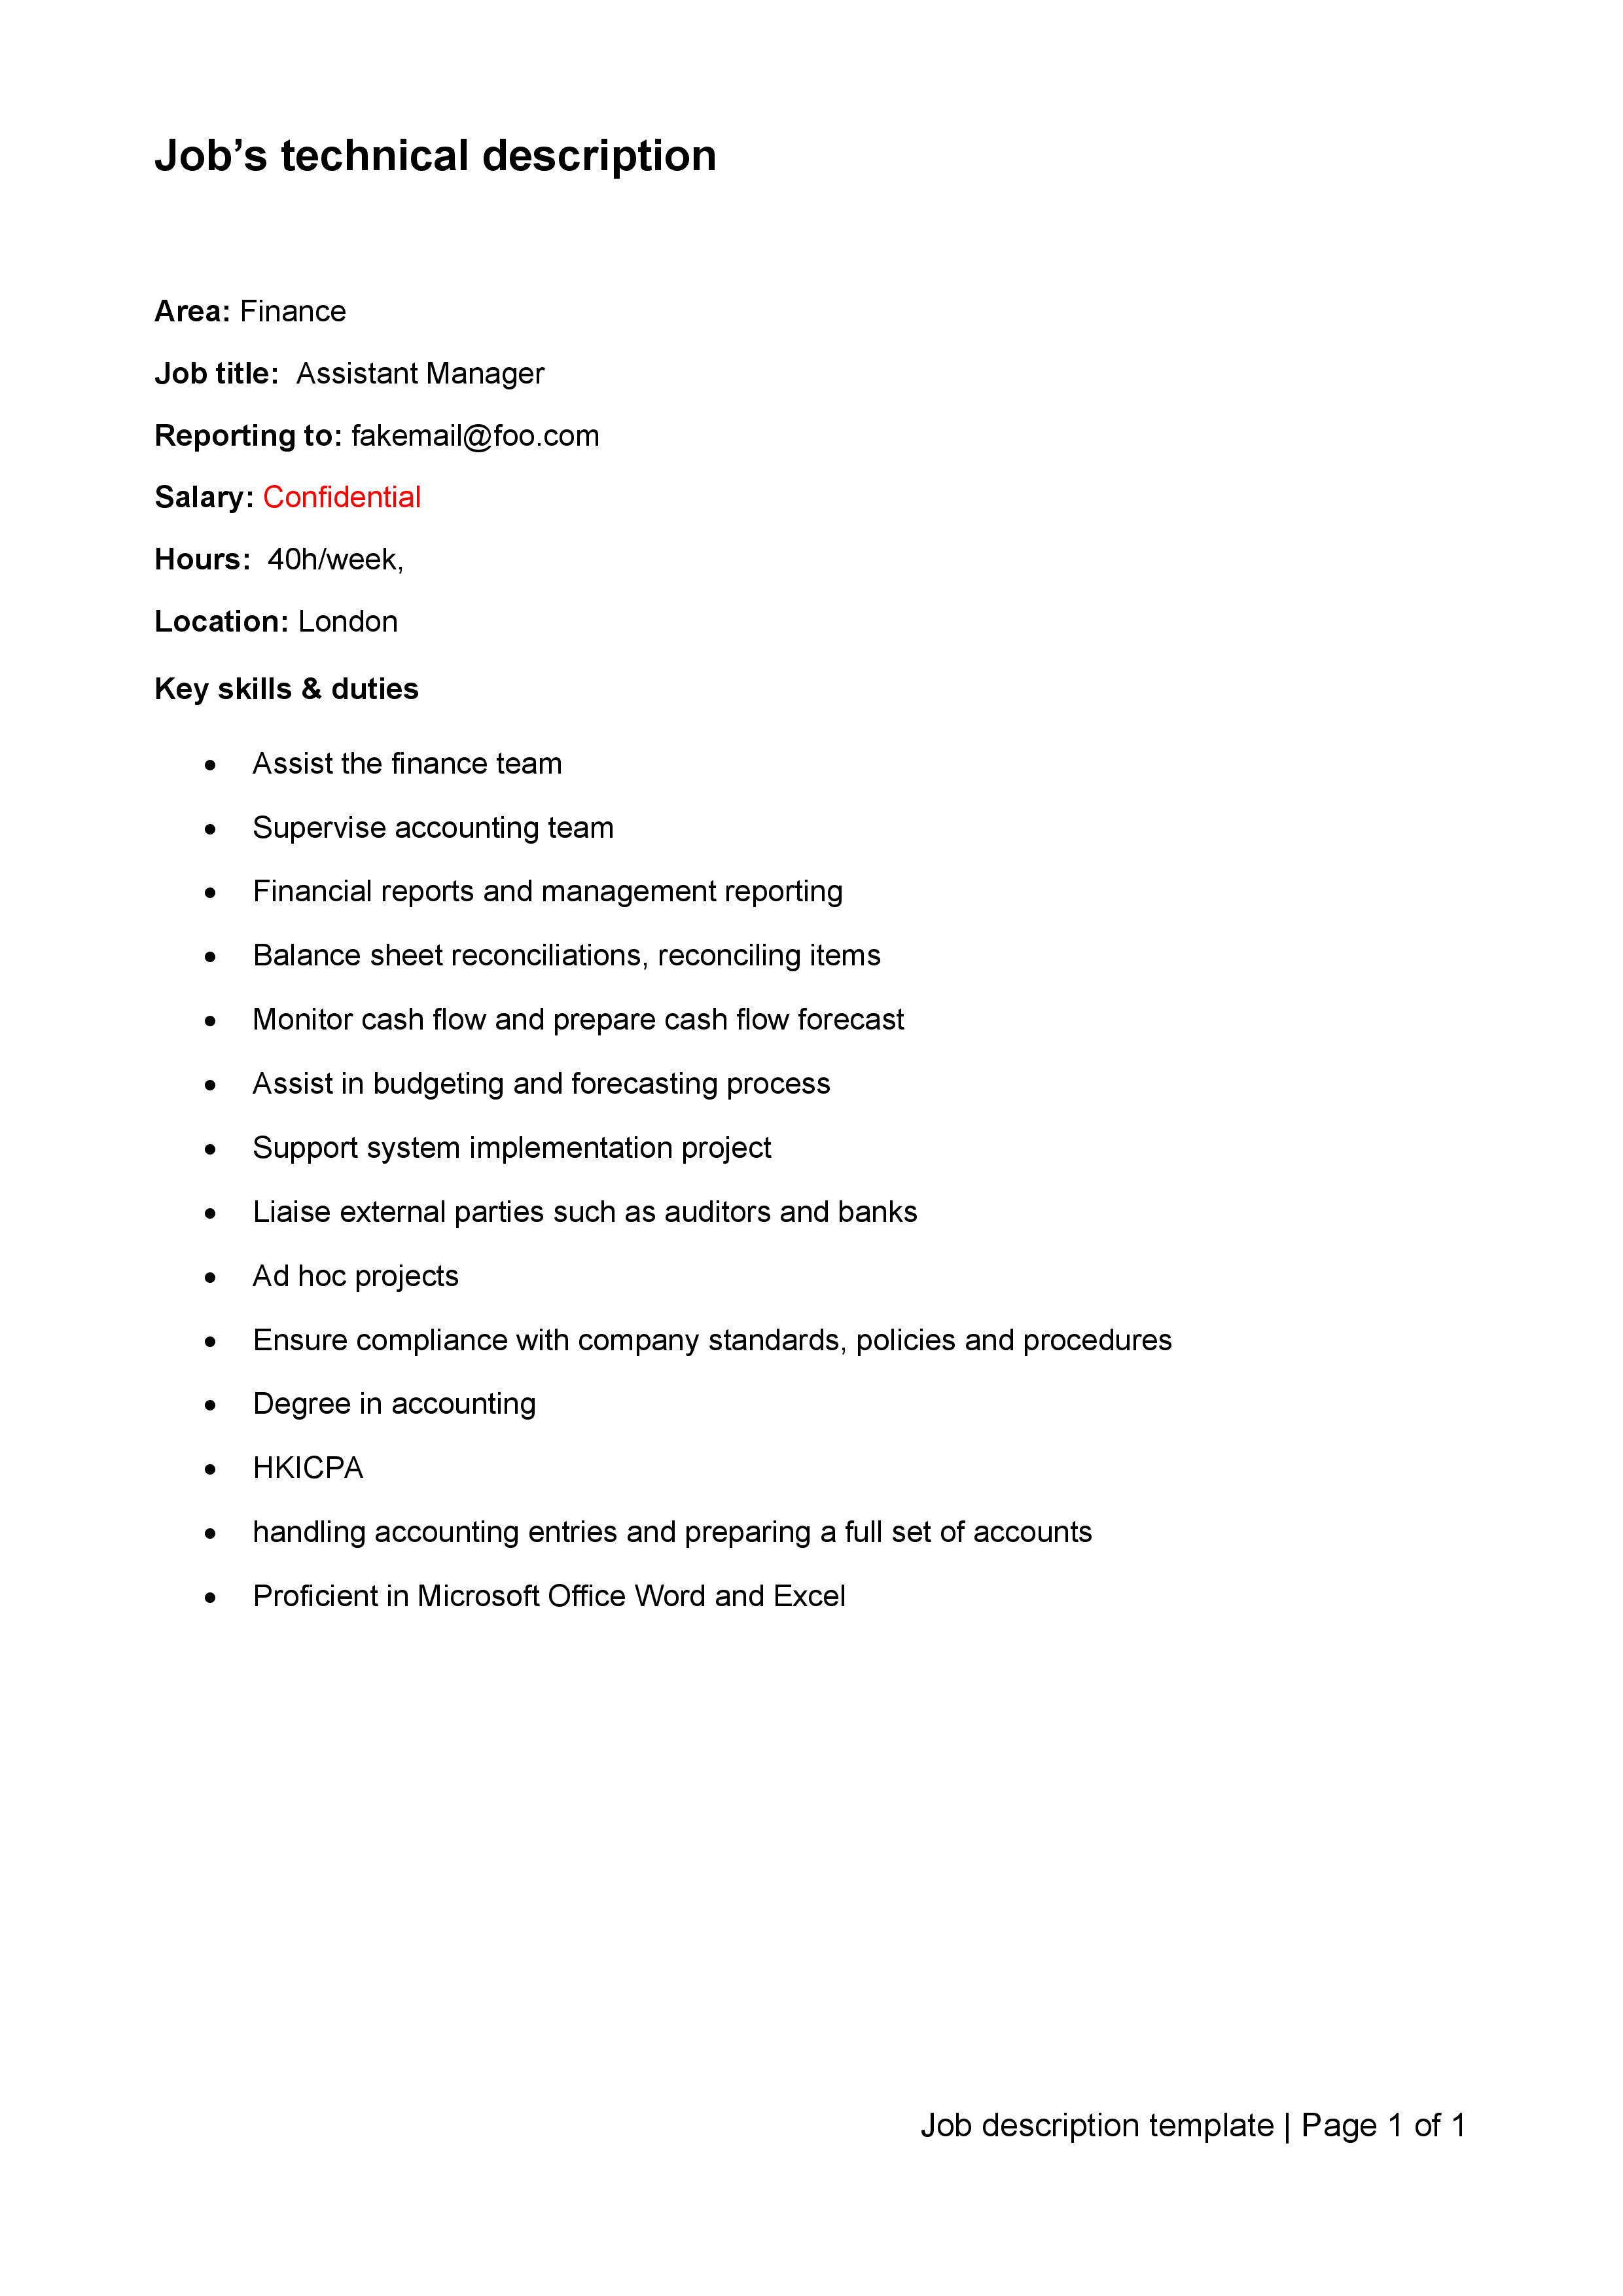 Job’s technical description
Area: Finance
Job title:  Assistant Manager
Reporting to: fakemail@foo.com
Salary: Confidential
Hours:  40h/week,
Location: London
Key skills & duties
• Assist the finance team
• Supervise accounting team
• Financial reports and management reporting
• Balance sheet reconciliations, reconciling items
• Monitor cash flow and prepare cash flow forecast
• Assist in budgeting and forecasting process
• Support system implementation project
• Liaise external parties such as auditors and banks
• Ad hoc projects
• Ensure compliance with company standards, policies and procedures
• Degree in accounting
• HKICPA
• handling accounting entries and preparing a full set of accounts
• Proficient in Microsoft Office Word and Excel
Job description template | Page 1 of 1